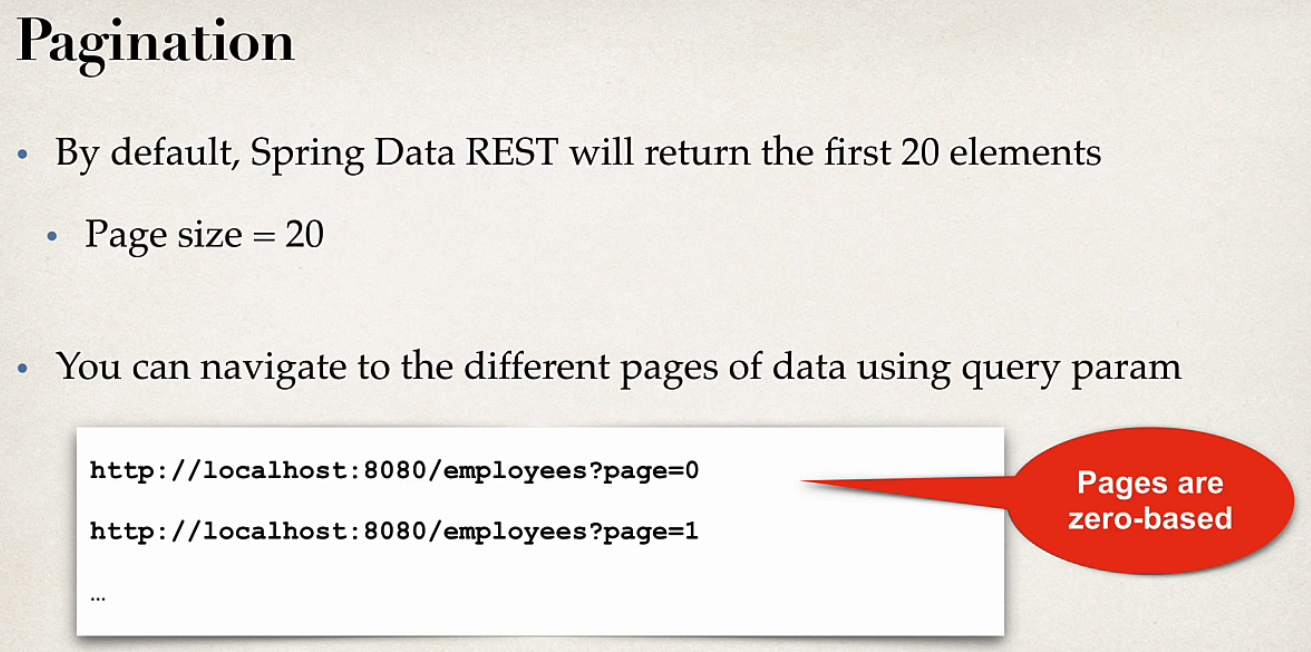 Pagination
• By default, Spring Data REST will return the first 20 elements
• Page size = 20
• You can navigate to the different pages of data using query param
http://localhost:8080/employees?page=0
http://localhost:8080/employees?page=1
...
Pages are
zero-based